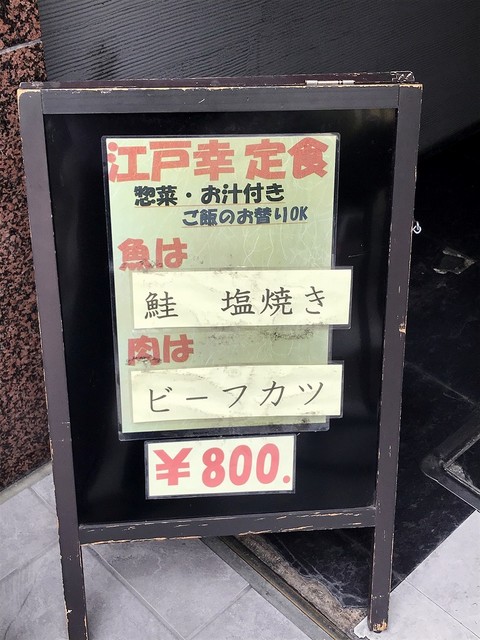 江戸幸 定食
惣菜・お汁付き
ご飯のお替りOK
魚は
鮭　塩焼き
肉は
ビーフカツ
¥800.